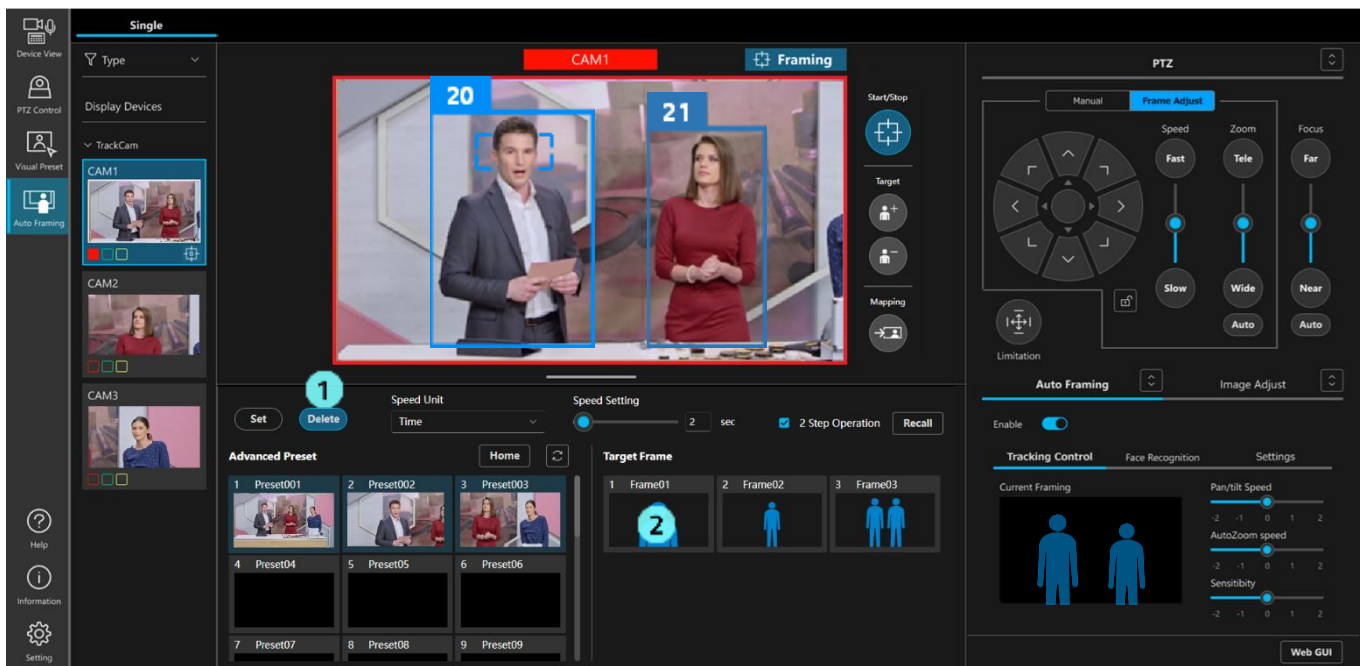 Device View
PTZ Control
Visual Preset
Auto Framing
Help
Information
Setting
Single
Type
Display Devices
TrackCam
CAM1
CAM2
CAM3
CAM1
Framing
20
21
Start/Stop
Target
Mapping
1
Set
Delete
Speed Unit
Time
Speed Setting
2 sec
2 Step Operation
Recall
Advanced Preset
Home
1 Preset001
2 Preset002
3 Preset003
4 Preset04
5 Preset05
6 Preset06
7 Preset07
8 Preset08
9 Preset09
Target Frame
1 Frame01
2 Frame02
3 Frame03
2
PTZ
Manual
Frame Adjust
Speed
Zoom
Focus
Fast
Tele
Far
Slow
Wide
Near
Auto
Auto
Limitation
Auto Framing
Image Adjust
Enable
Tracking Control
Face Recognition
Settings
Current Framing
Pan/tilt Speed
-2 -1 0 1 2
AutoZoom speed
-2 -1 0 1 2
Sensitibity
-2 -1 0 1 2
Web GUI